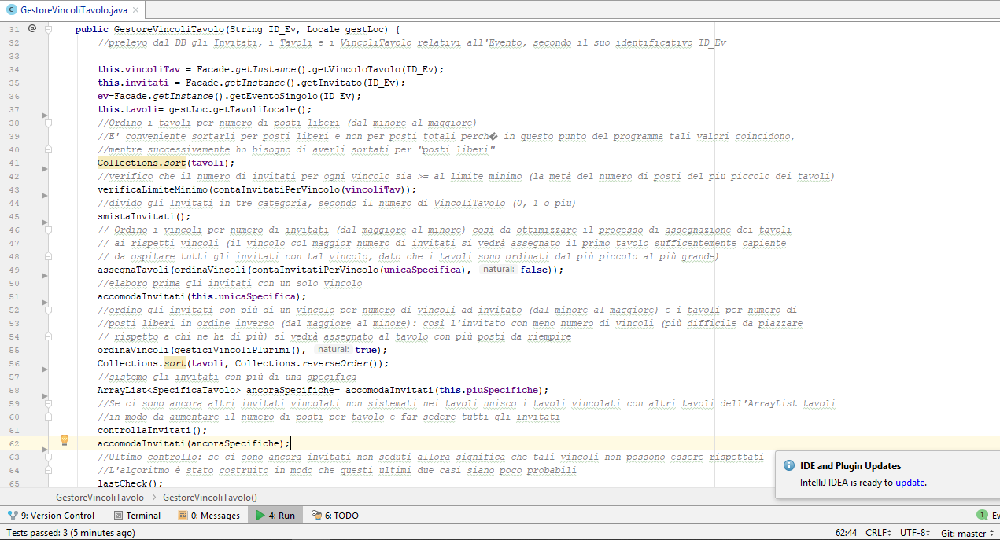 GestoreVincoliTavolo.java
31 public GestoreVincoliTavolo(String ID_Ev, Locale gestLoc) {
32 //prelevo dal DB gli Invitati, i Tavoli e i VincoliTavolo relativi all'Evento, secondo il suo identificativo ID_Ev
33
34 this.vincoliTav = Facade.getInstance().getVincoloTavolo(ID_Ev);
35 this.invitati = Facade.getInstance().getInvitato(ID_Ev);
36 ev=Facade.getInstance().getEventoSingolo(ID_Ev);
37 this.tavoli= gestLoc.getTavoliLocale();
38 //Ordino i tavoli per numero di posti liberi (dal minore al maggiore)
39 //E' conveniente sortarli per posti liberi e non per posti totali perch� in questo punto del programma tali valori coincidono,
40 //mentre successivamente ho bisogno di averli sortati per "posti liberi"
41 Collections.sort(tavoli);
42 //verifico che il numero di invitati per ogni vincolo sia >= al limite minimo (la metà del numero di posti del piu piccolo dei tavoli)
43 verificaLimiteMinimo(contaInvitatiPerVincolo(vincoliTav));
44 //divido gli Invitati in tre categoria, secondo il numero di VincoliTavolo (0, 1 o piu)
45 smistaInvitati();
46 // Ordino i vincoli per numero di invitati (dal maggiore al minore) così da ottimizzare il processo di assegnazione dei tavoli
47 // ai rispetti vincoli (il vincolo col maggior numero di invitati si vedrà assegnato il primo tavolo sufficentemente capiente
48 // da ospitare tutti gli invitati con tal vincolo, dato che i tavoli sono ordinati dal più piccolo al più grande)
49 assegnaTavoli(ordinaVincoli(contaInvitatiPerVincolo(unicaSpecifica), natural: false));
50 //elaboro prima gli invitati con un solo vincolo
51 accomodaInvitati(this.unicaSpecifica);
52 //ordino gli invitati con più di un vincolo per numero di vincoli ad invitato (dal minore al maggiore) e i tavoli per numero di
53 //posti liberi in ordine inverso (dal maggiore al minore): così l'invitato con meno numero di vincoli (più difficile da piazzare
54 // rispetto a chi ne ha di più) si vedrà assegnato al tavolo con più posti da riempire
55 ordinaVincoli(gesticiVincoliPlurimi(), natural: true);
56 Collections.sort(tavoli, Collections.reverseOrder());
57 //sistemo gli invitati con più di una specifica
58 ArrayList<SpecificaTavolo> ancoraSpecifiche= accomodaInvitati(this.piuSpecifiche);
59 //Se ci sono ancora altri invitati vincolati non sistemati nei tavoli unisco i tavoli vincolati con altri tavoli dell'ArrayList tavoli
60 //in modo da aumentare il numero di posti per tavolo e far sedere tutti gli invitati
61 controllaInvitati();
62 accomodaInvitati(ancoraSpecifiche);
63 //Ultimo controllo: se ci sono ancora invitati non seduti allora significa che tali vincoli non possono essere rispettati
64 //L'algoritmo è stato costruito in modo che questi ultimi due casi siano poco probabili
65 lastCheck();
IDE and Plugin Updates
IntelliJ IDEA is ready to update.
GestoreVincoliTavolo › GestoreVincoliTavolo()
9: Version Control Terminal 0: Messages 4: Run 6: TODO 1 Ev
Tests passed: 3 (5 minutes ago) 62:44 CRLF UTF-8 Git: master